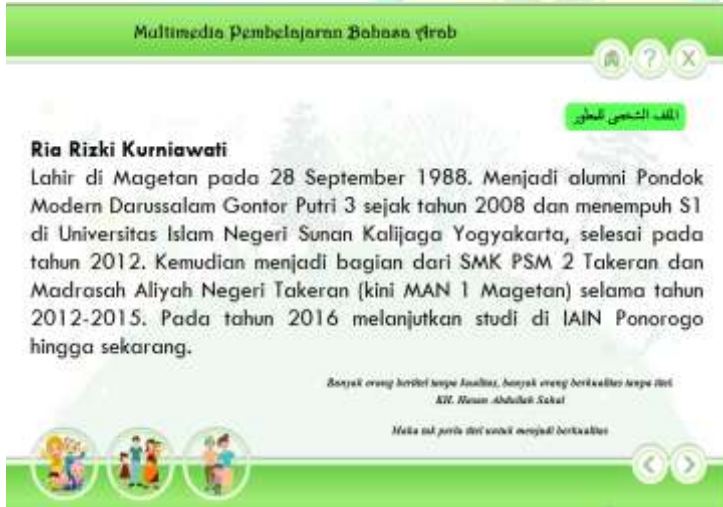 Multimedia Pembelajaran Bahasa Arab
? X
الملف الشخصي للمطور
Ria Rizki Kurniawati
Lahir di Magetan pada 28 September 1988. Menjadi alumni Pondok
Modern Darussalam Gontor Putri 3 sejak tahun 2008 dan menempuh S1
di Universitas Islam Negeri Sunan Kalijaga Yogyakarta, selesai pada
tahun 2012. Kemudian menjadi bagian dari SMK PSM 2 Takeran dan
Madrasah Aliyah Negeri Takeran (kini MAN 1 Magetan) selama tahun
2012-2015. Pada tahun 2016 melanjutkan studi di IAIN Ponorogo
hingga sekarang.
Banyak orang bertitel tanpa kualitas, banyak orang berkualitas tanpa titel.
KH. Hasan Abdullah Sahal
Maka tak perlu titel untuk menjadi berkualitas